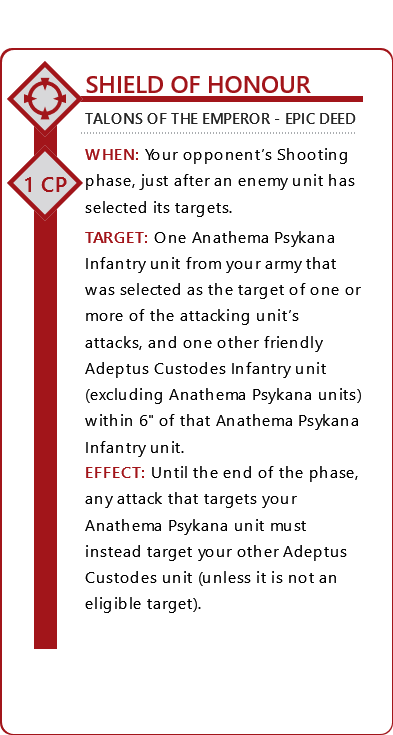 SHIELD OF HONOUR
TALONS OF THE EMPEROR - EPIC DEED
1 CP
WHEN: Your opponent's Shooting
phase, just after an enemy unit has
selected its targets.
TARGET: One Anathema Psykana
Infantry unit from your army that
was selected as the target of one or
more of the attacking unit's
attacks, and one other friendly
Adeptus Custodes Infantry unit
(excluding Anathema Psykana units)
within 6" of that Anathema Psykana
Infantry unit.
EFFECT: Until the end of the phase,
any attack that targets your
Anathema Psykana unit must
instead target your other Adeptus
Custodes unit (unless it is not an
eligible target).